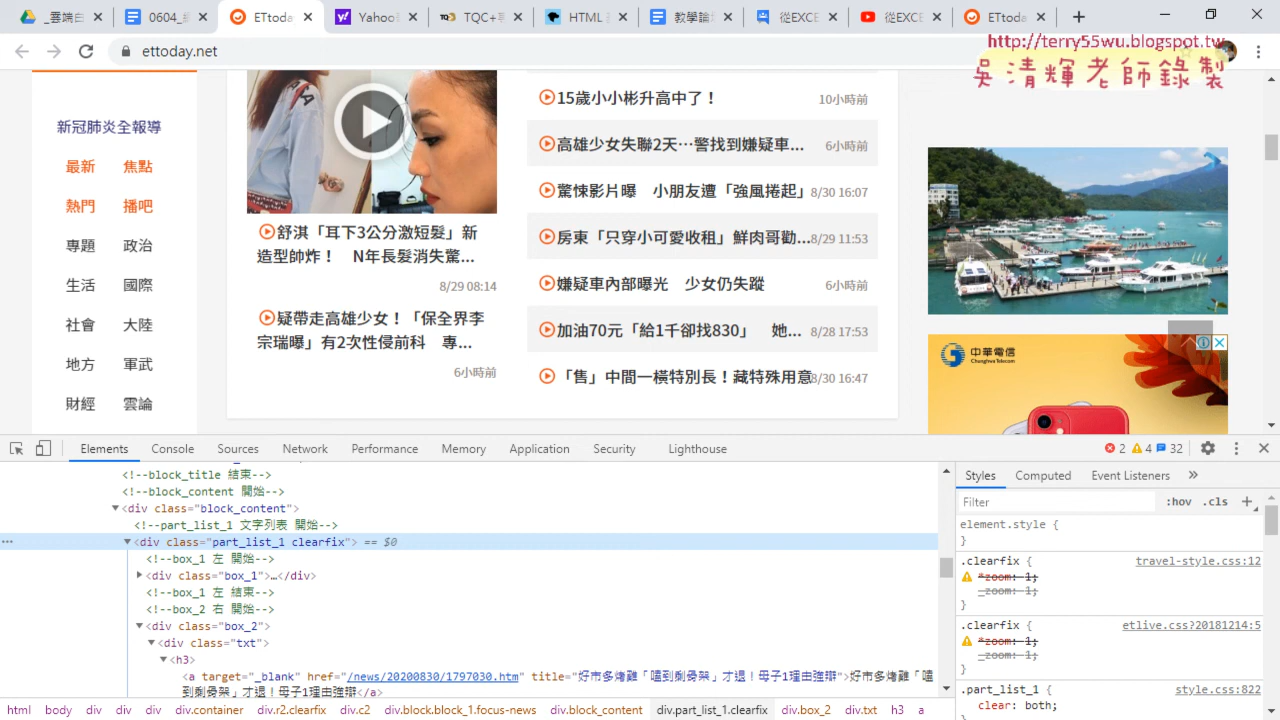 _雲端白
0604_
ETtoda
Yahoo
TQC+
HTML
教學論
從EXCE
從EXCE
ETtoda
ettoday.net
http://terry55wu.blogspot.tw
吳清輝老師錄製
新冠肺炎全報導
最新 焦點
熱門 播吧
專題 政治
生活 國際
社會 大陸
地方 軍武
財經 雲論
舒淇「耳下3公分激短髮」新
造型帥炸！ N年長髮消失驚...
8/29 08:14
疑帶走高雄少女！「保全界李
宗瑞曝」有2次性侵前科 專...
6小時前
15歲小小彬升高中了！ 10小時前
高雄少女失聯2天…警找到嫌疑車... 6小時前
驚悚影片曝 小朋友遭「強風捲起」 8/30 16:07
房東「只穿小可愛收租」鮮肉哥勸... 8/29 11:53
嫌疑車內部曝光 少女仍失蹤 6小時前
加油70元「給1千卻找830」 她... 8/28 17:53
「售」中間一橫特別長！藏特殊用意 8/30 16:47
中華電信
Chunghwa Telecom
Elements Console Sources Network Performance Memory Application Security Lighthouse 2 4 32
<!--block_title 結束-->
<!--block_content 開始-->
<div class="block_content">
<!--part_list_1 文字列表 開始-->
<div class="part_list_1 clearfix"> == $0
<!--box_1 左 開始-->
<div class="box_1">…</div>
<!--box_1 左 結束-->
<!--box_2 右 開始-->
<div class="box_2">
<div class="txt">
<h3>
<a target="_blank" href="/news/20200830/1797030.htm" title="好市多烤雞「嗑到剩骨架」才退！母子1理由強辯">好市多烤雞「嗑
到剩骨架」才退！母子1理由強辯</a>
Styles Computed Event Listeners »
Filter :hov .cls +
element.style {
}
.clearfix { travel-style.css:12
*zoom: 1;
_zoom: 1;
}
.clearfix { etlive.css?20181214:5
*zoom: 1;
_zoom: 1;
}
.part_list_1 { style.css:822
clear: both;
html body div div div div.container div.r2.clearfix div.c2 div.block.block_1.focus-news div.block_content div.part_list_1.clearfix div.box_2 div.txt h3 a